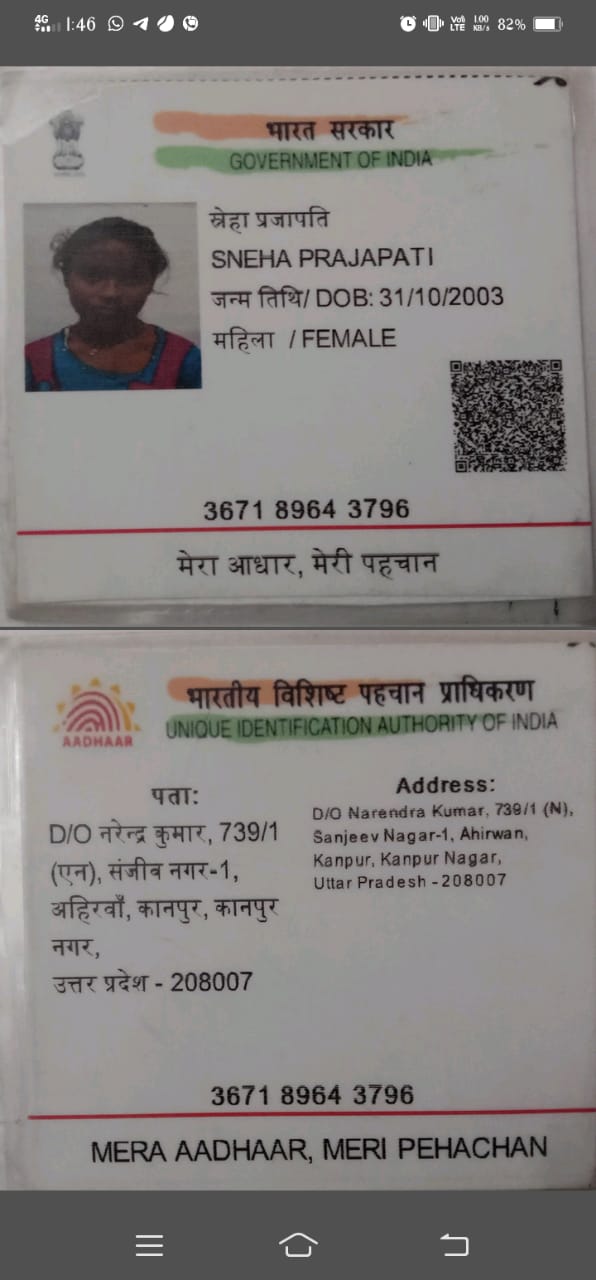 4G 1:46 Vo) LTE 1.00 KB/s 82%
भारत सरकार
GOVERNMENT OF INDIA
स्नेहा प्रजापति
SNEHA PRAJAPATI
जन्म तिथि/ DOB: 31/10/2003
महिला / FEMALE
3671 8964 3796
मेरा आधार, मेरी पहचान
AADHAAR
भारतीय विशिष्ट पहचान प्राधिकरण
UNIQUE IDENTIFICATION AUTHORITY OF INDIA
पता:
D/O नरेन्द्र कुमार, 739/1
(एन), संजीव नगर-1,
अहिरवाँ, कानपुर, कानपुर
नगर,
उत्तर प्रदेश - 208007
Address:
D/O Narendra Kumar, 739/1 (N),
Sanjeev Nagar-1, Ahirwan,
Kanpur, Kanpur Nagar,
Uttar Pradesh - 208007
3671 8964 3796
MERA AADHAAR, MERI PEHACHAN